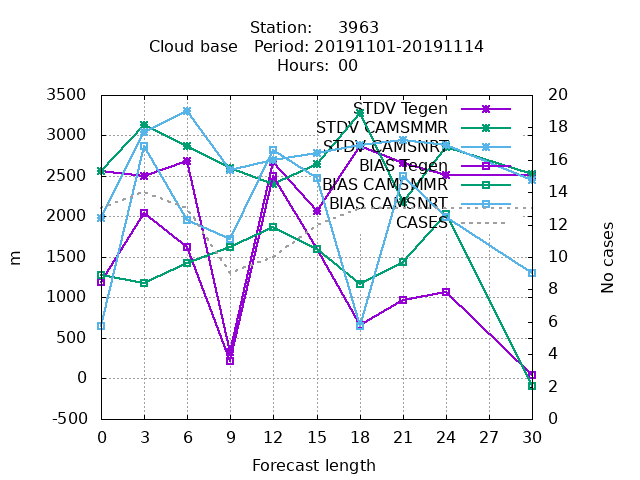 Station: 3963
Cloud base Period: 20191101-20191114
Hours: 00
3500
3000
2500
2000
1500
1000
500
0
-500
20
18
16
14
12
10
8
6
4
2
0
STDV Tegen
STDV CAMSMMR
STDV CAMSNRT
BIAS Tegen
BIAS CAMSMMR
BIAS CAMSNRT
CASES
m
No cases
0 3 6 9 12 15 18 21 24 27 30
Forecast length